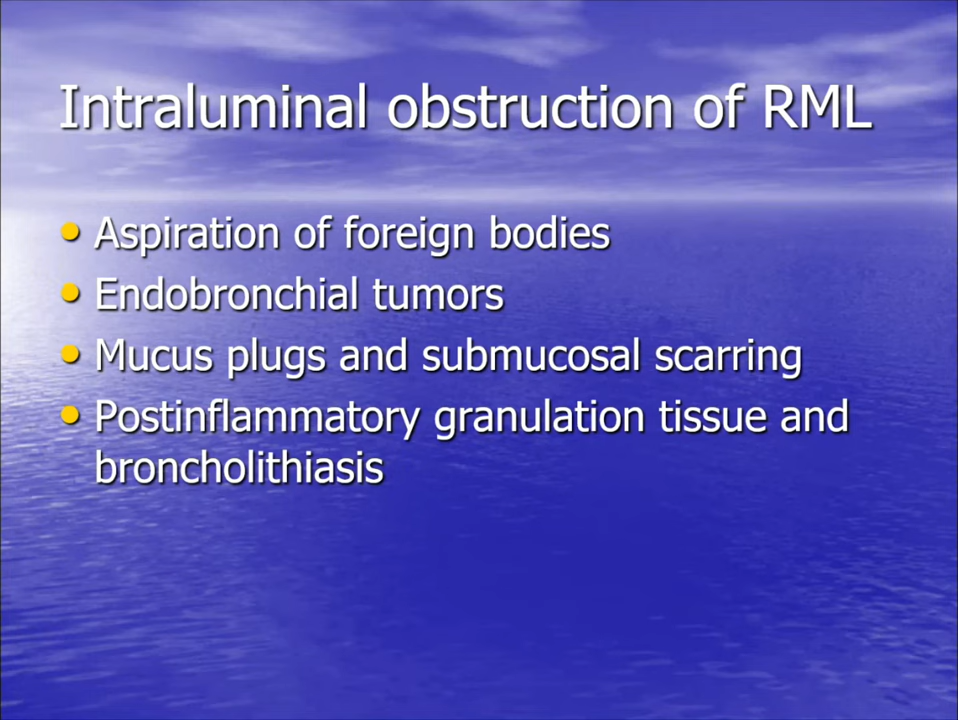 Intraluminal obstruction of RML
• Aspiration of foreign bodies
• Endobronchial tumors
• Mucus plugs and submucosal scarring
• Postinflammatory granulation tissue and
broncholithiasis